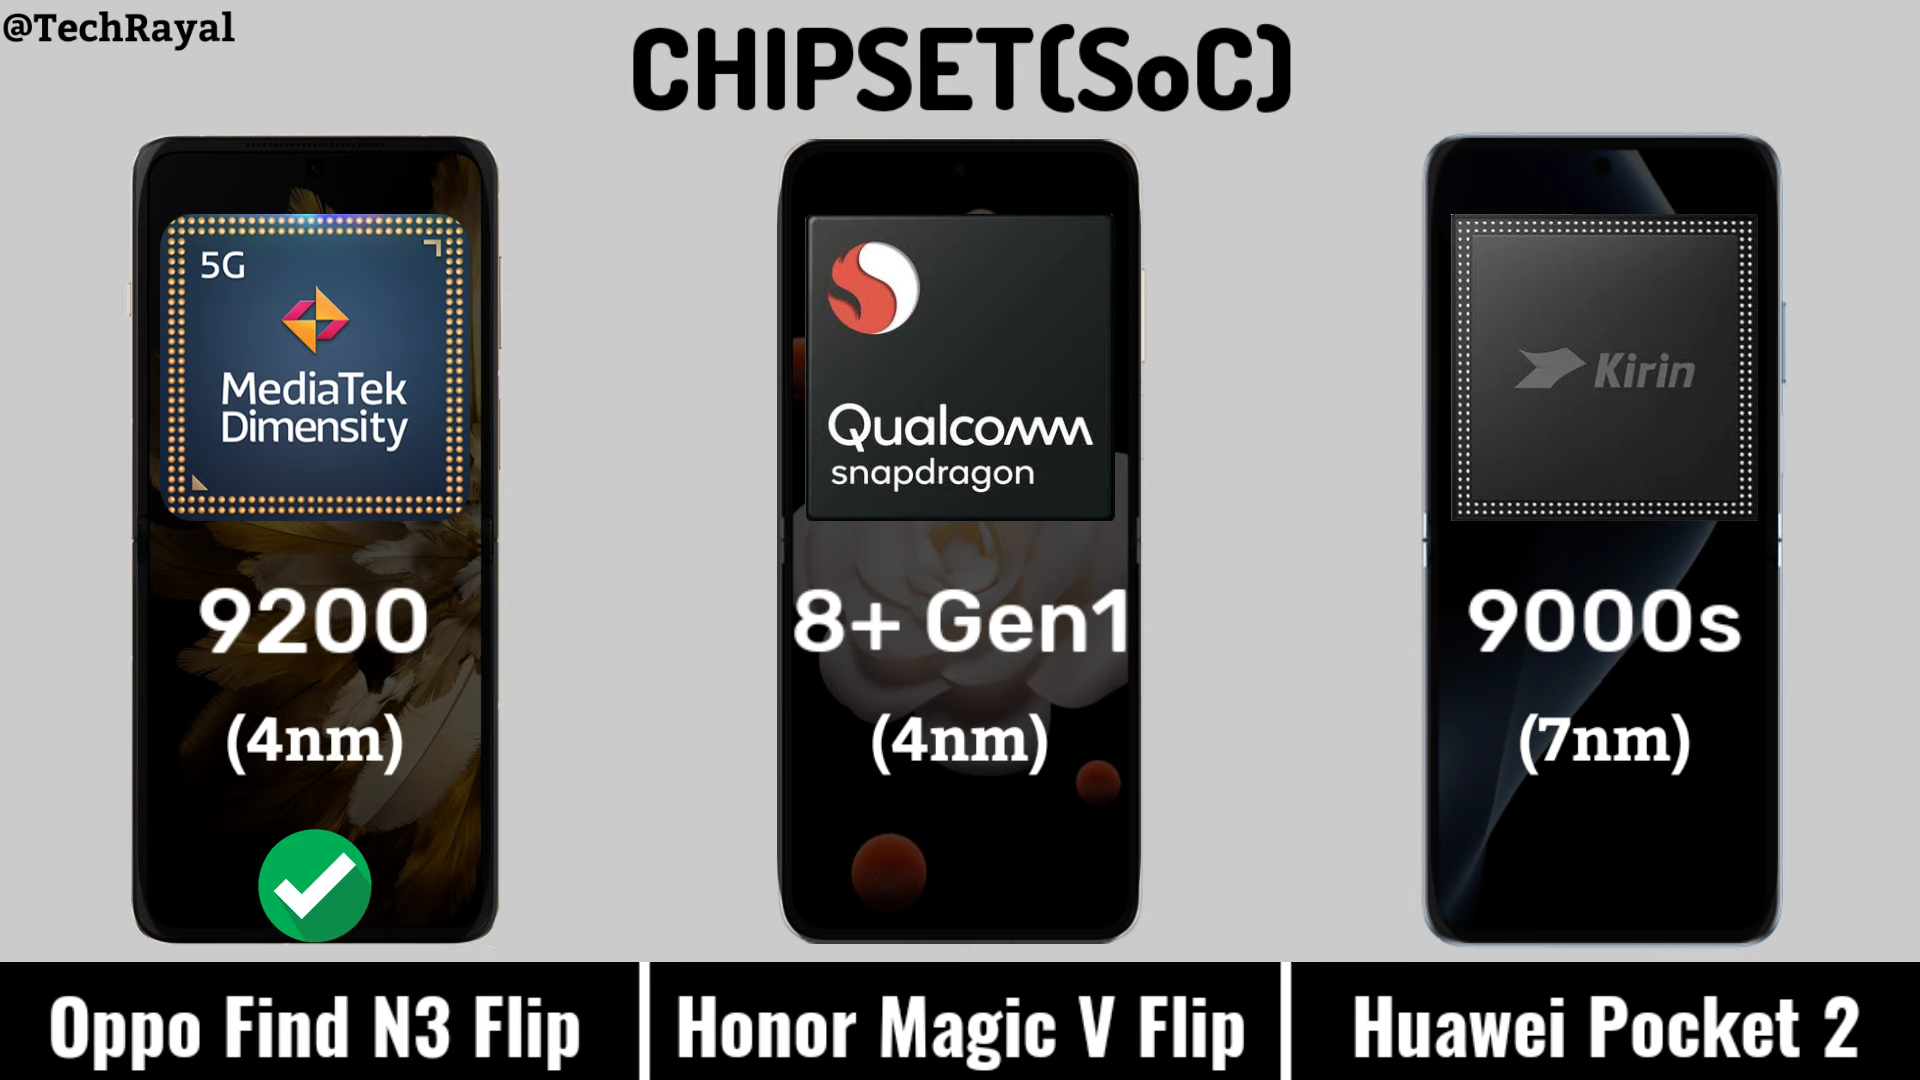 @TechRayal
CHIPSET(SoC)
5G
MediaTek
Dimensity
9200
(4nm)
Qualcomm
snapdragon
8+ Gen1
(4nm)
Kirin
9000s
(7nm)
Oppo Find N3 Flip
Honor Magic V Flip
Huawei Pocket 2